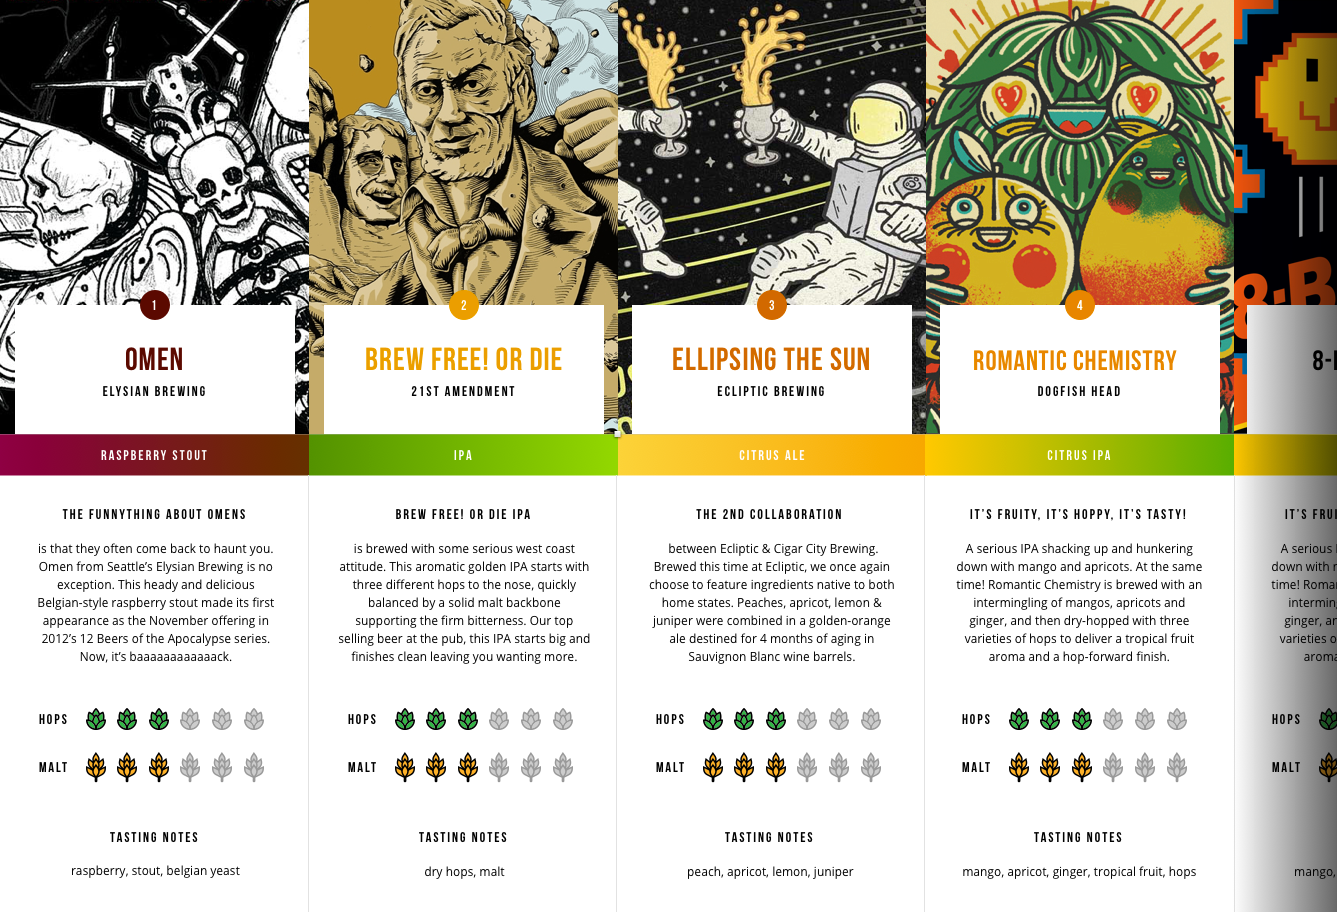 1
OMEN
ELYSIAN BREWING
RASPBERRY STOUT
THE FUNNYTHING ABOUT OMENS
is that they often come back to haunt you.
Omen from Seattle's Elysian Brewing is no
exception. This heady and delicious
Belgian-style raspberry stout made its first
appearance as the November offering in
2012's 12 Beers of the Apocalypse series.
Now, it's baaaaaaaaaaaack.
HOPS
MALT
TASTING NOTES
raspberry, stout, belgian yeast
2
BREW FREE! OR DIE
21ST AMENDMENT
IPA
BREW FREE! OR DIE IPA
is brewed with some serious west coast
attitude. This aromatic golden IPA starts with
three different hops to the nose, quickly
balanced by a solid malt backbone
supporting the firm bitterness. Our top
selling beer at the pub, this IPA starts big and
finishes clean leaving you wanting more.
HOPS
MALT
TASTING NOTES
dry hops, malt
3
ELLIPSING THE SUN
ECLIPTIC BREWING
CITRUS ALE
THE 2ND COLLABORATION
between Ecliptic & Cigar City Brewing.
Brewed this time at Ecliptic, we once again
choose to feature ingredients native to both
home states. Peaches, apricot, lemon &
juniper were combined in a golden-orange
ale destined for 4 months of aging in
Sauvignon Blanc wine barrels.
HOPS
MALT
TASTING NOTES
peach, apricot, lemon, juniper
4
ROMANTIC CHEMISTRY
DOGFISH HEAD
CITRUS IPA
IT'S FRUITY, IT'S HOPPY, IT'S TASTY!
A serious IPA shacking up and hunkering
down with mango and apricots. At the same
time! Romantic Chemistry is brewed with an
intermingling of mangos, apricots and
ginger, and then dry-hopped with three
varieties of hops to deliver a tropical fruit
aroma and a hop-forward finish.
HOPS
MALT
TASTING NOTES
mango, apricot, ginger, tropical fruit, hops
8-B
8-
IT'S FRU
A serious
down with
time! Roma
intermin
ginger, a
varieties o
aroma
HOPS
MALT
mango,